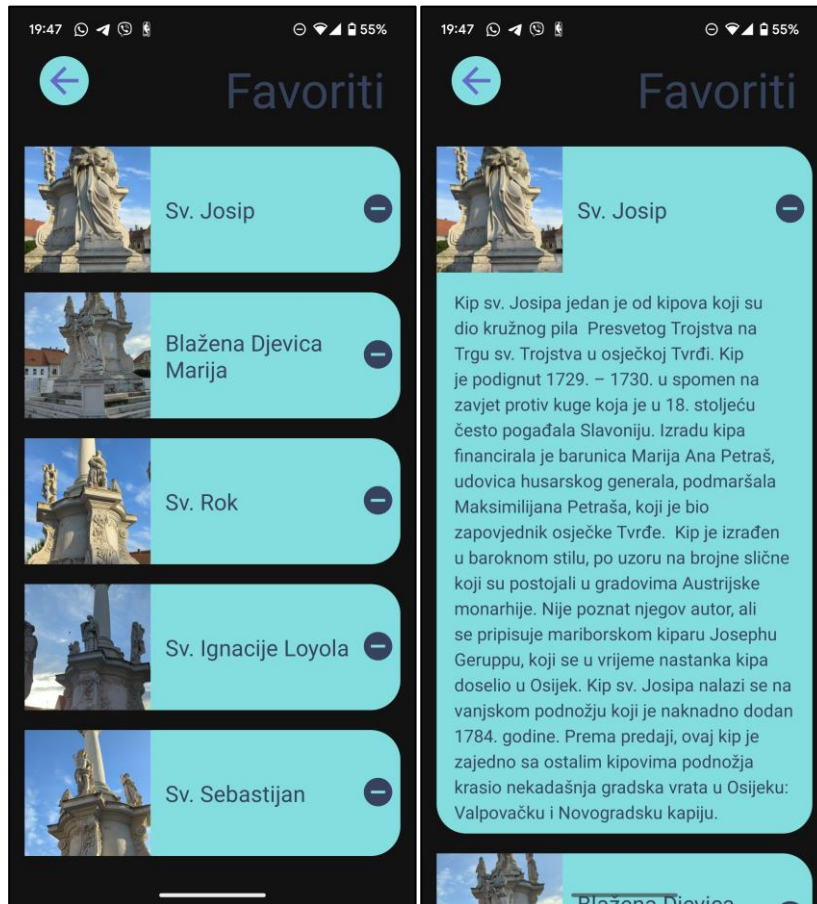 19:47
55%
Favoriti
Sv. Josip
Blažena Djevica
Marija
Sv. Rok
Sv. Ignacije Loyola
Sv. Sebastijan
19:47
55%
Favoriti
Sv. Josip
Kip sv. Josipa jedan je od kipova koji su
dio kružnog pila  Presvetog Trojstva na
Trgu sv. Trojstva u osječkoj Tvrđi. Kip
je podignut 1729. – 1730. u spomen na
zavjet protiv kuge koja je u 18. stoljeću
često pogađala Slavoniju. Izradu kipa
financirala je barunica Marija Ana Petraš,
udovica husarskog generala, podmaršala
Maksimilijana Petraša, koji je bio
zapovjednik osječke Tvrđe.  Kip je izrađen
u baroknom stilu, po uzoru na brojne slične
koji su postojali u gradovima Austrijske
monarhije. Nije poznat njegov autor, ali
se pripisuje mariborskom kiparu Josephu
Geruppu, koji se u vrijeme nastanka kipa
doselio u Osijek. Kip sv. Josipa nalazi se na
vanjskom podnožju koji je naknadno dodan
1784. godine. Prema predaji, ovaj kip je
zajedno sa ostalim kipovima podnožja
krasio nekadašnja gradska vrata u Osijeku:
Valpovačku i Novogradsku kapiju.
Blažena Djevica